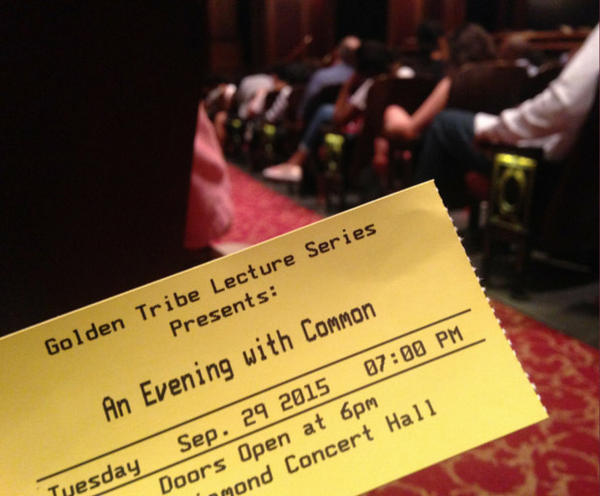 Golden Tribe Lecture Series
Presents:
An Evening with Common
Tuesday Sep. 29 2015 07:00 PM
Doors Open at 6pm
Concert Hall